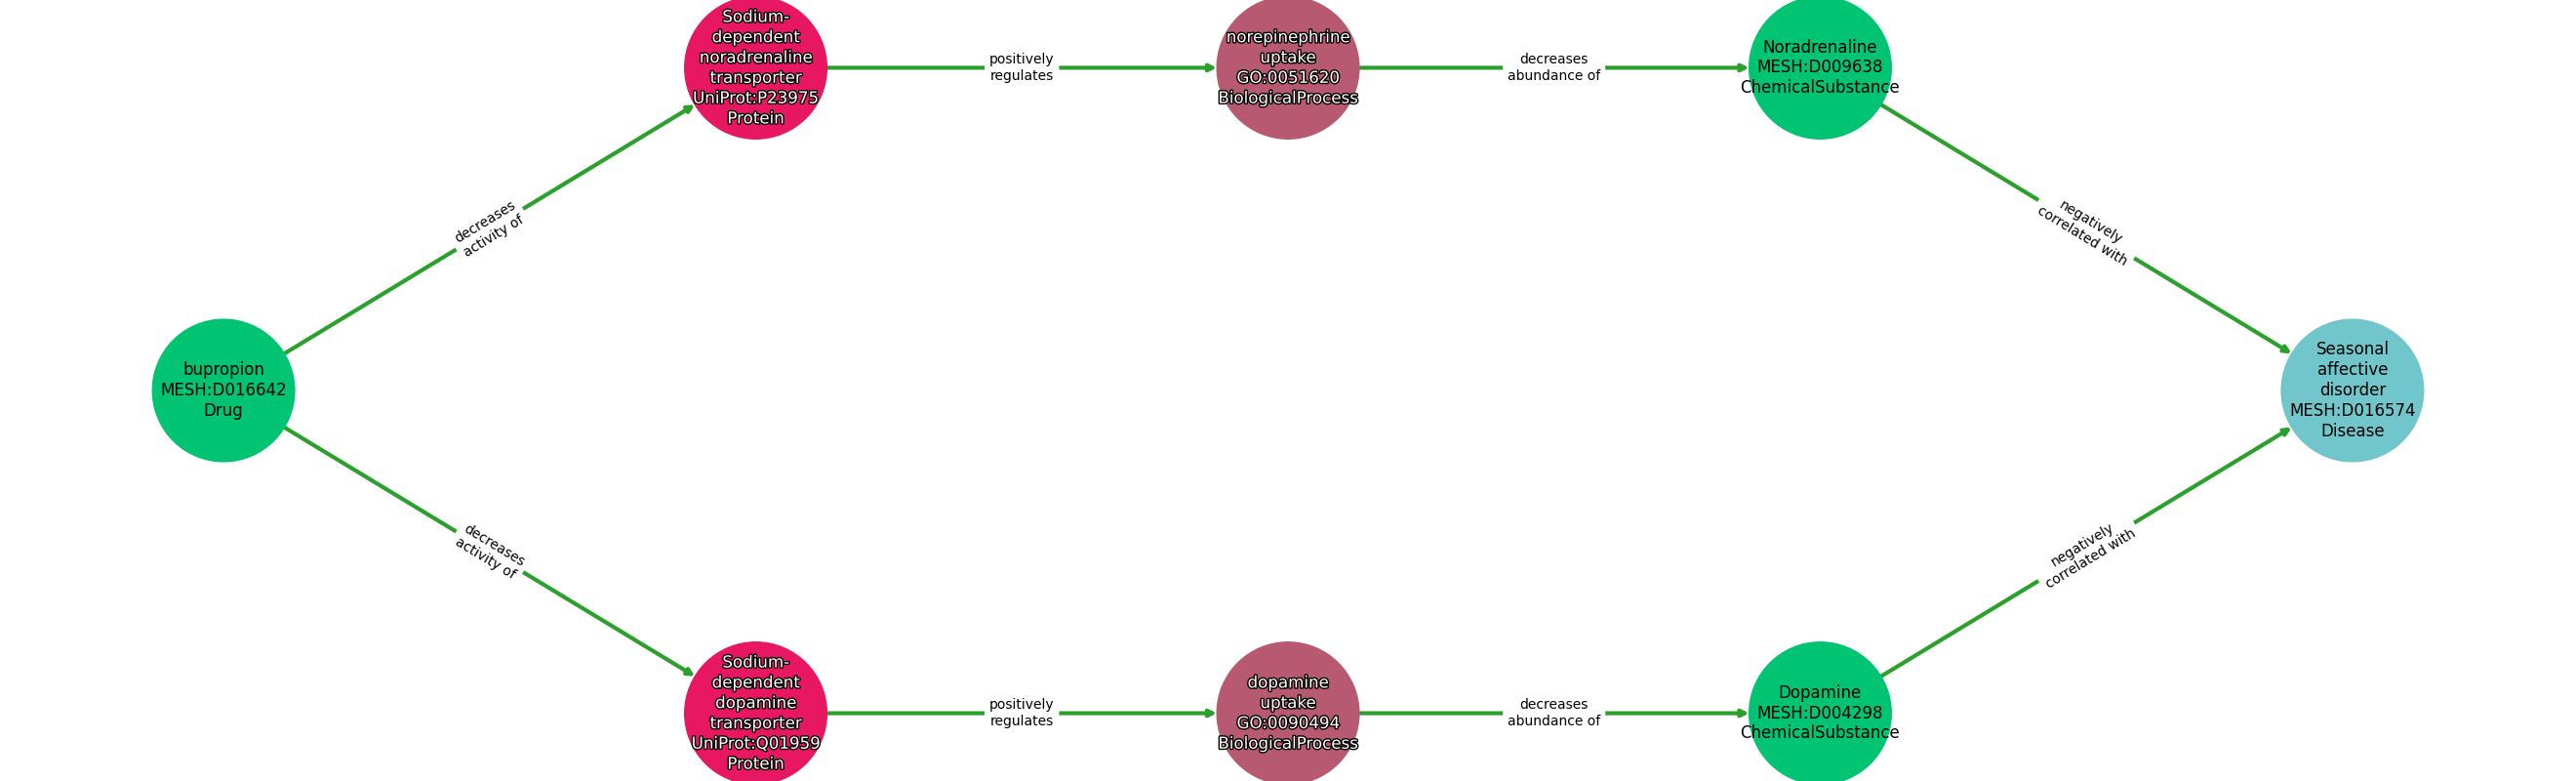 Sodium-
dependent
noradrenaline
transporter
UniProt:P23975
Protein
positively
regulates
norepinephrine
uptake
GO:0051620
BiologicalProcess
decreases
abundance of
Noradrenaline
MESH:D009638
ChemicalSubstance
decreases
activity of
negatively
correlated with
bupropion
MESH:D016642
Drug
Seasonal
affective
disorder
MESH:D016574
Disease
decreases
activity of
negatively
correlated with
Sodium-
dependent
dopamine
transporter
UniProt:Q01959
Protein
positively
regulates
dopamine
uptake
GO:0090494
BiologicalProcess
decreases
abundance of
Dopamine
MESH:D004298
ChemicalSubstance